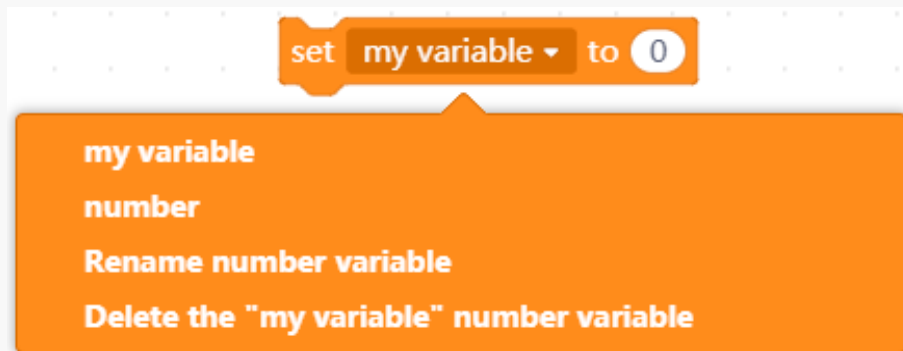 set my variable to 0
my variable
number
Rename number variable
Delete the "my variable" number variable